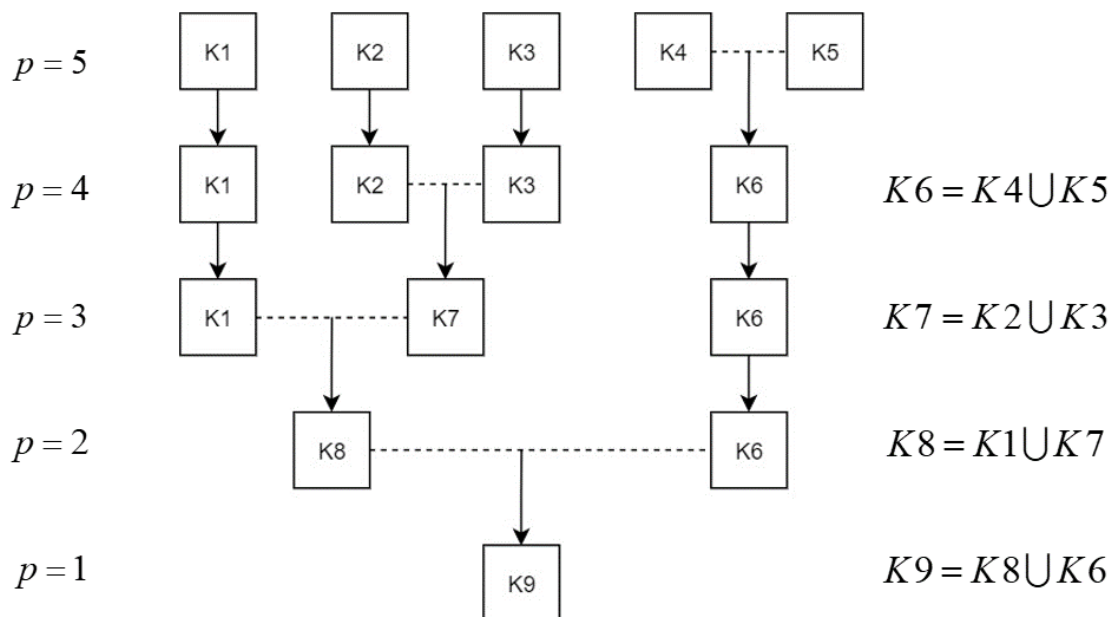 p = 5 K1 K2 K3 K4 K5
p = 4 K1 K2 K3 K6 K6 = K4 ⋃ K5
p = 3 K1 K7 K6 K7 = K2 ⋃ K3
p = 2 K8 K6 K8 = K1 ⋃ K7
p = 1 K9 K9 = K8 ⋃ K6